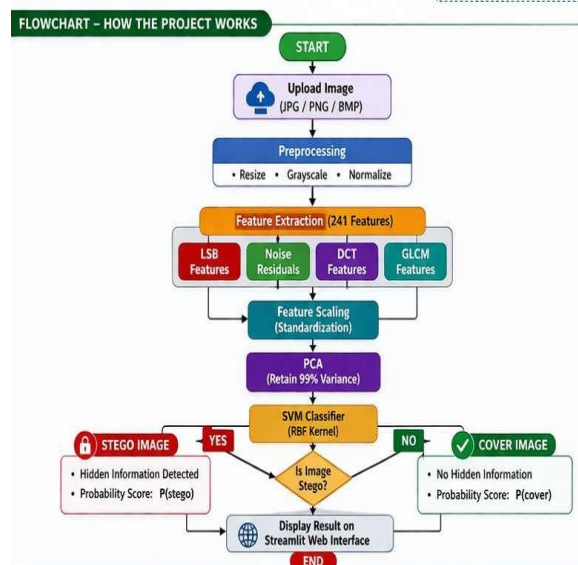 FLOWCHART – HOW THE PROJECT WORKS
START
Upload Image
(JPG / PNG / BMP)
Preprocessing
• Resize • Grayscale • Normalize
Feature Extraction (241 Features)
LSB
Features
Noise
Residuals
DCT
Features
GLCM
Features
Feature Scaling
(Standardization)
PCA
(Retain 99% Variance)
SVM Classifier
(RBF Kernel)
STEGO IMAGE
• Hidden Information Detected
• Probability Score: P(stego)
YES
Is Image
Stego?
NO
COVER IMAGE
• No Hidden Information
• Probability Score: P(cover)
Display Result on
Streamlit Web Interface
END